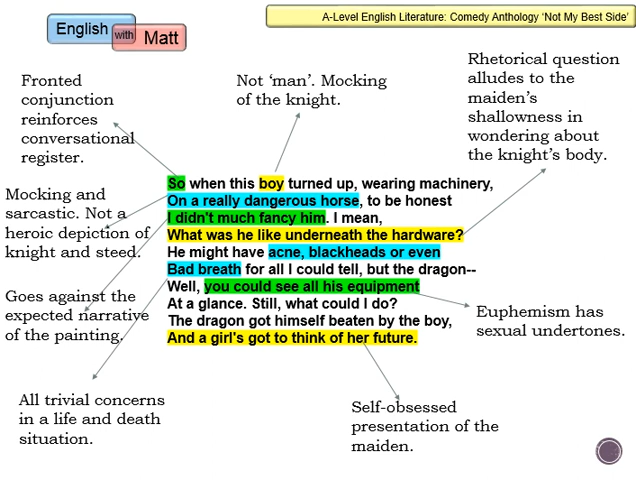 English with Matt
A-Level English Literature: Comedy Anthology ‘Not My Best Side’
Fronted
conjunction
reinforces
conversational
register.
Not ‘man’. Mocking
of the knight.
Rhetorical question
alludes to the
maiden’s
shallowness in
wondering about
the knight’s body.
Mocking and
sarcastic. Not a
heroic depiction of
knight and steed.
Goes against the
expected narrative
of the painting.
All trivial concerns
in a life and death
situation.
So when this boy turned up, wearing machinery,
On a really dangerous horse, to be honest
I didn't much fancy him. I mean,
What was he like underneath the hardware?
He might have acne, blackheads or even
Bad breath for all I could tell, but the dragon--
Well, you could see all his equipment
At a glance. Still, what could I do?
The dragon got himself beaten by the boy,
And a girl's got to think of her future.
Euphemism has
sexual undertones.
Self-obsessed
presentation of the
maiden.